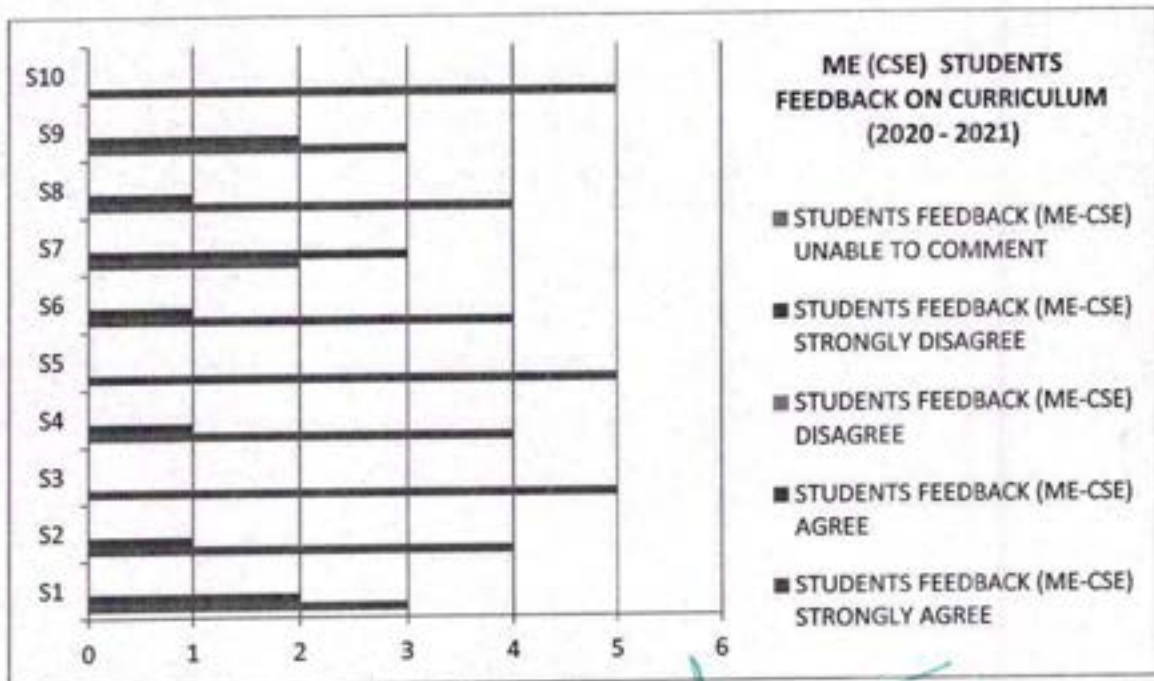 ME (CSE) STUDENTS
FEEDBACK ON CURRICULUM
(2020 - 2021)
S10
S9
S8
S7
S6
S5
S4
S3
S2
S1
0 1 2 3 4 5 6
STUDENTS FEEDBACK (ME-CSE)
UNABLE TO COMMENT
STUDENTS FEEDBACK (ME-CSE)
STRONGLY DISAGREE
STUDENTS FEEDBACK (ME-CSE)
DISAGREE
STUDENTS FEEDBACK (ME-CSE)
AGREE
STUDENTS FEEDBACK (ME-CSE)
STRONGLY AGREE